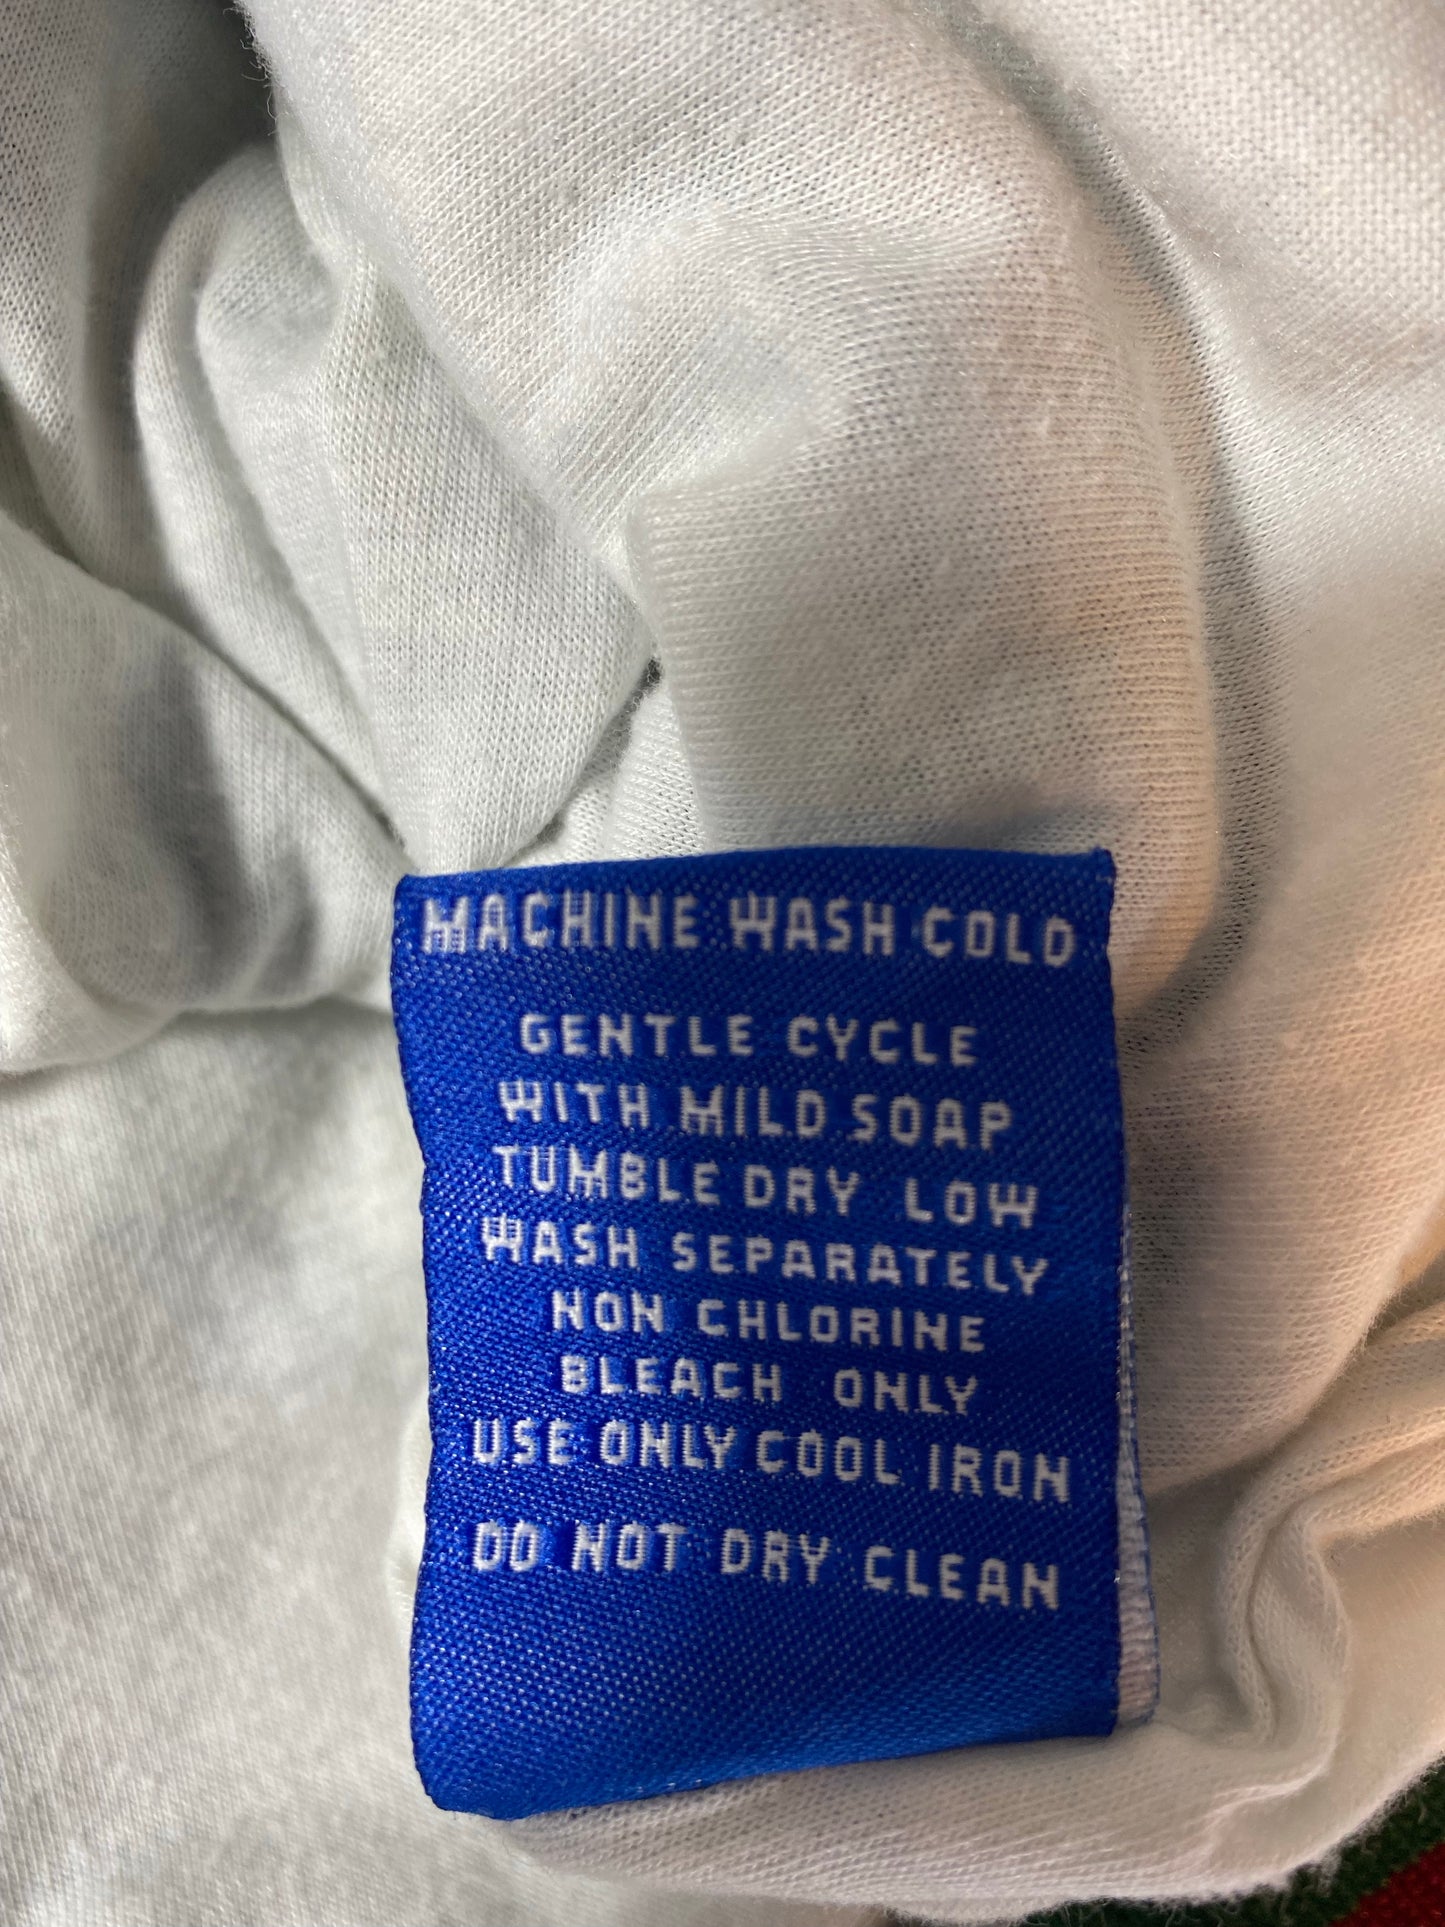 MACHINE WASH COLD
GENTLE CYCLE
WITH MILD SOAP
TUMBLE DRY LOW
WASH SEPARATELY
NON CHLORINE
BLEACH ONLY
USE ONLY COOL IRON
DO NOT DRY CLEAN